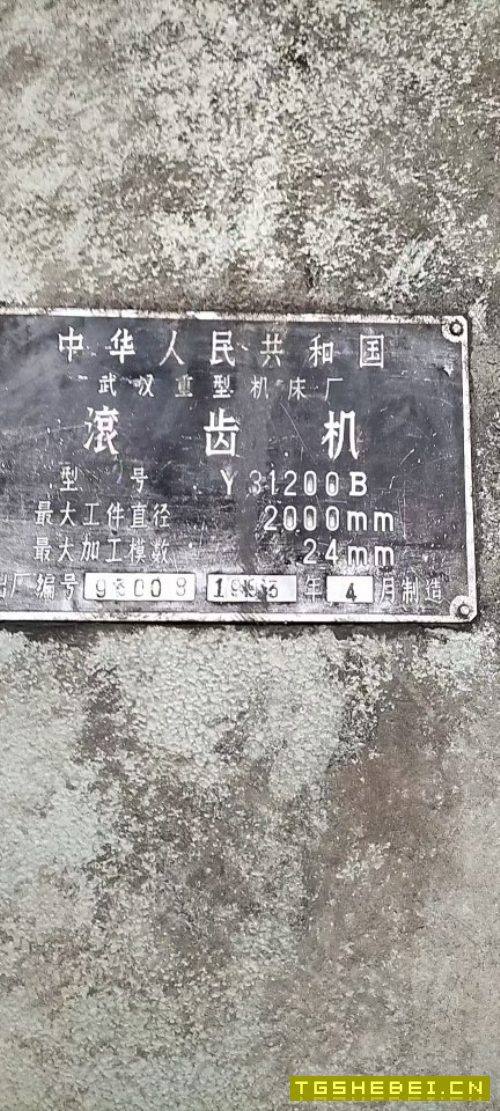 中华人民共和国
武汉重型机床厂
滚齿机
型号 Y31200B
最大工件直径 2000mm
最大加工模数 24mm
出厂编号 年 4 月制造
TGSHEBEI.CN